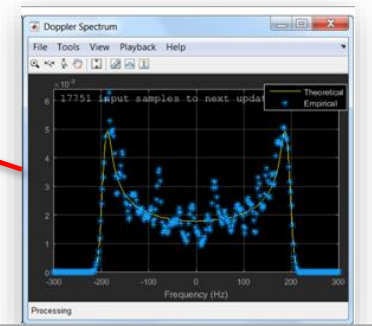 Doppler Spectrum
File Tools View Playback Help
×10⁻³
17751 input samples to next updat
Theoretical
Empirical
6
5
4
3
2
1
0
-300 -200 -100 0 100 200 300
Frequency (Hz)
Processing